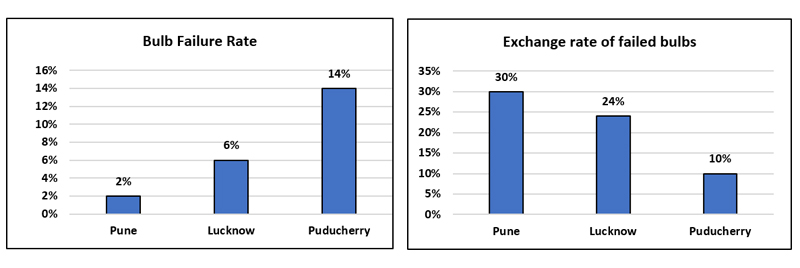 Bulb Failure Rate
16%
14%
12%
10%
8%
6%
4%
2%
0%
2%
6%
14%
Pune
Lucknow
Puducherry
Exchange rate of failed bulbs
35%
30%
25%
20%
15%
10%
5%
0%
30%
24%
10%
Pune
Lucknow
Puducherry